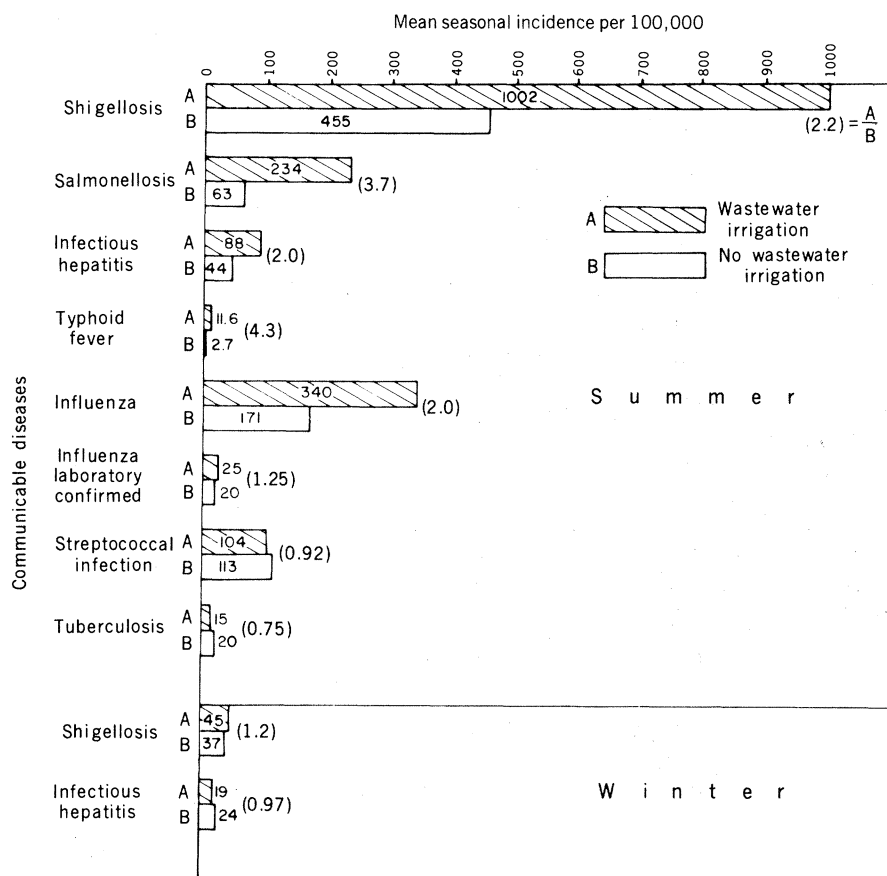 Mean seasonal incidence per 100,000
0 100 200 300 400 500 600 700 800 900 1000
Shigellosis
A 1002
B 455
(2.2) = A/B
Salmonellosis
A 234
B 63
(3.7)
A Wastewater
irrigation
B No wastewater
irrigation
Infectious
hepatitis
A 88
B 44
(2.0)
Typhoid
fever
A 11.6
B 2.7
(4.3)
Communicable diseases
Influenza
A 340
B 171
(2.0)
Summer
Influenza
laboratory
confirmed
A 25
B 20
(1.25)
Streptococcal
infection
A 104
B 113
(0.92)
Tuberculosis
A 15
B 20
(0.75)
Shigellosis
A 45
B 37
(1.2)
Infectious
hepatitis
A 19
B 24
(0.97)
Winter